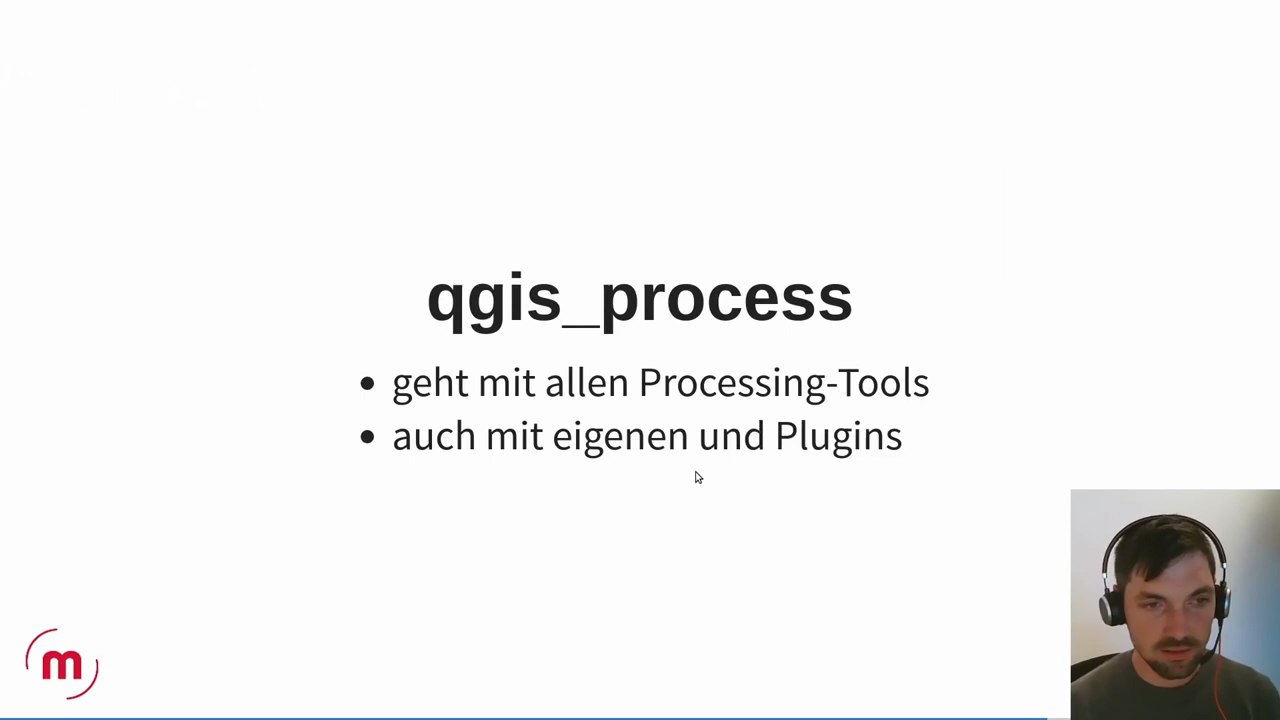 qgis_process
• geht mit allen Processing-Tools
• auch mit eigenen und Plugins
m